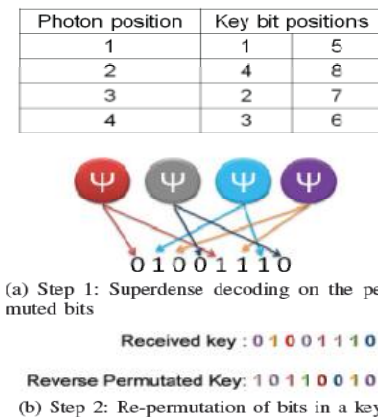 Photon position Key bit positions
1 1 5
2 4 8
3 2 7
4 3 6
Ψ Ψ Ψ Ψ
0 1 0 0 1 1 1 0
(a) Step 1: Superdense decoding on the pe
muted bits
Received key : 0 1 0 0 1 1 1 0
Reverse Permutated Key: 1 0 1 1 0 0 1 0
(b) Step 2: Re-permutation of bits in a key